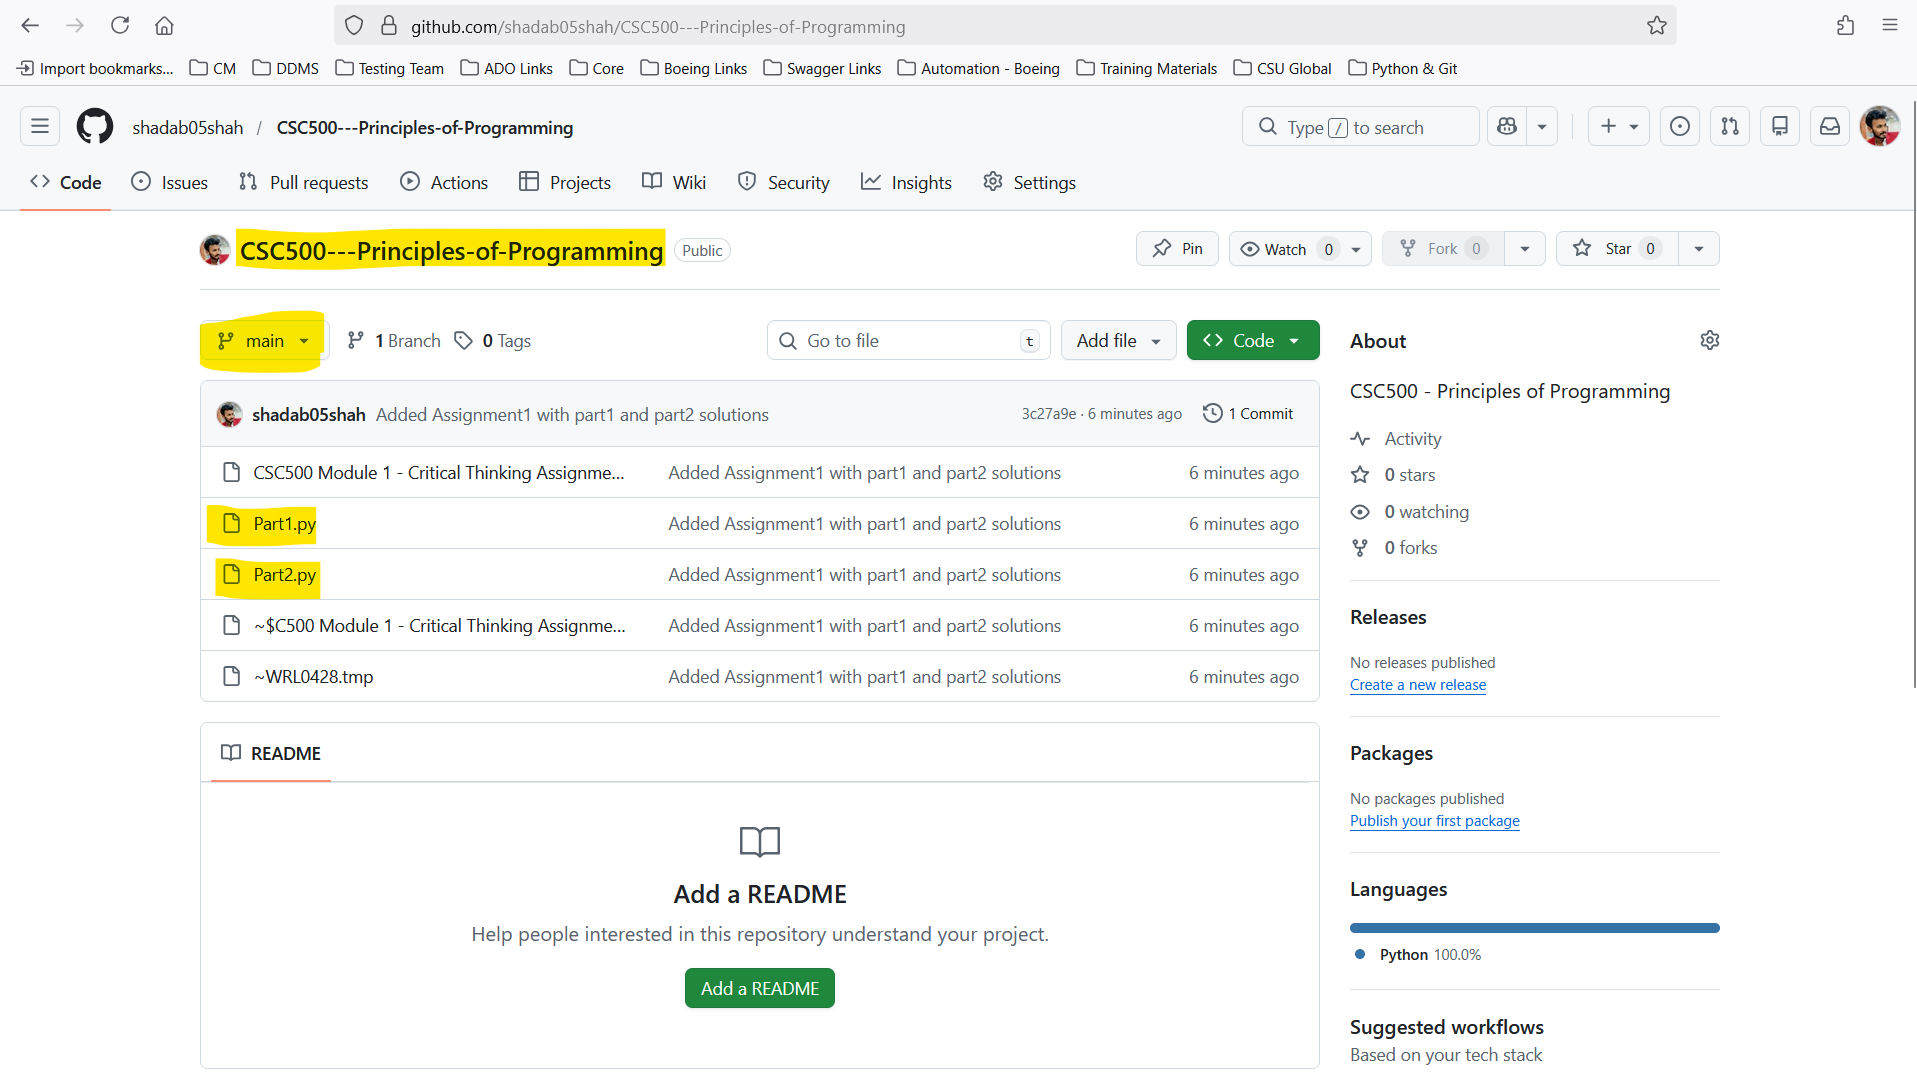 github.com/shadab05shah/CSC500---Principles-of-Programming
Import bookmarks... CM DDMS Testing Team ADO Links Core Boeing Links Swagger Links Automation - Boeing Training Materials CSU Global Python & Git
shadab05shah / CSC500---Principles-of-Programming Type / to search
Code Issues Pull requests Actions Projects Wiki Security Insights Settings
CSC500---Principles-of-Programming Public Pin Watch 0 Fork 0 Star 0
main 1 Branch 0 Tags Go to file t Add file Code
shadab05shah Added Assignment1 with part1 and part2 solutions 3c27a9e · 6 minutes ago 1 Commit
CSC500 Module 1 - Critical Thinking Assignme... Added Assignment1 with part1 and part2 solutions 6 minutes ago
Part1.py Added Assignment1 with part1 and part2 solutions 6 minutes ago
Part2.py Added Assignment1 with part1 and part2 solutions 6 minutes ago
~$C500 Module 1 - Critical Thinking Assignme... Added Assignment1 with part1 and part2 solutions 6 minutes ago
~WRL0428.tmp Added Assignment1 with part1 and part2 solutions 6 minutes ago
README
Add a README
Help people interested in this repository understand your project.
Add a README
About
CSC500 - Principles of Programming
Activity
0 stars
0 watching
0 forks
Releases
No releases published
Create a new release
Packages
No packages published
Publish your first package
Languages
Python 100.0%
Suggested workflows
Based on your tech stack